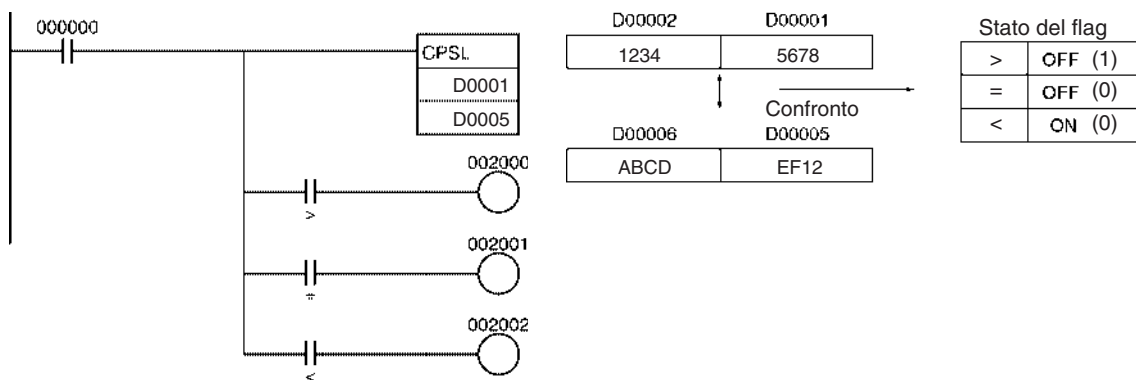 000000
CPSL
D0001
D0005
002000
>
002001
=
002002
<
D00002 D00001
1234 5678
Confronto
D00006 D00005
ABCD EF12
Stato del flag
> OFF (1)
= OFF (0)
< ON (0)